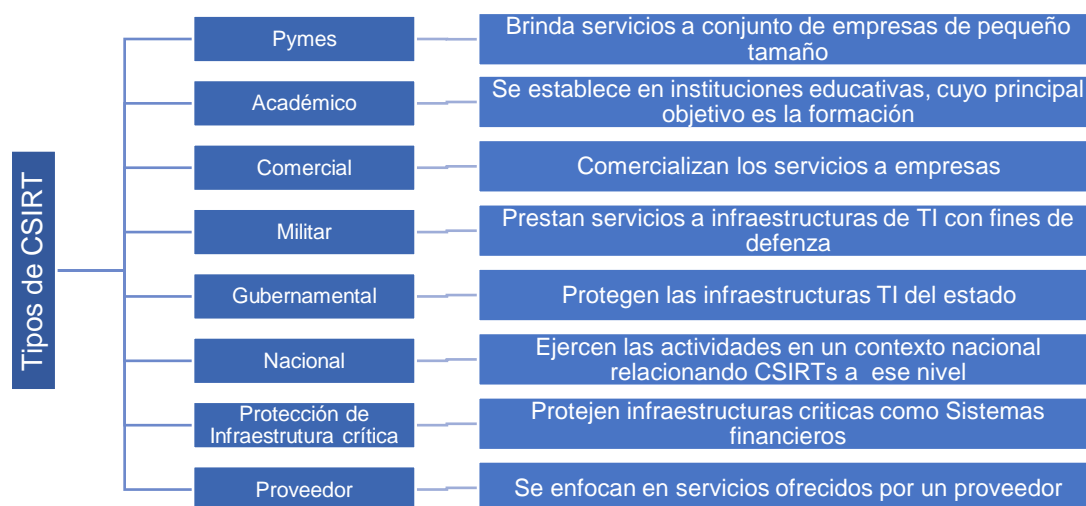 Tipos de CSIRT
Pymes
Brinda servicios a conjunto de empresas de pequeño
tamaño
Académico
Se establece en instituciones educativas, cuyo principal
objetivo es la formación
Comercial
Comercializan los servicios a empresas
Militar
Prestan servicios a infraestructuras de TI con fines de
defenza
Gubernamental
Protegen las infraestructuras TI del estado
Nacional
Ejercen las actividades en un contexto nacional
relacionando CSIRTs a ese nivel
Protección de
Infraestrutura crítica
Protejen infraestructuras criticas como Sistemas
financieros
Proveedor
Se enfocan en servicios ofrecidos por un proveedor